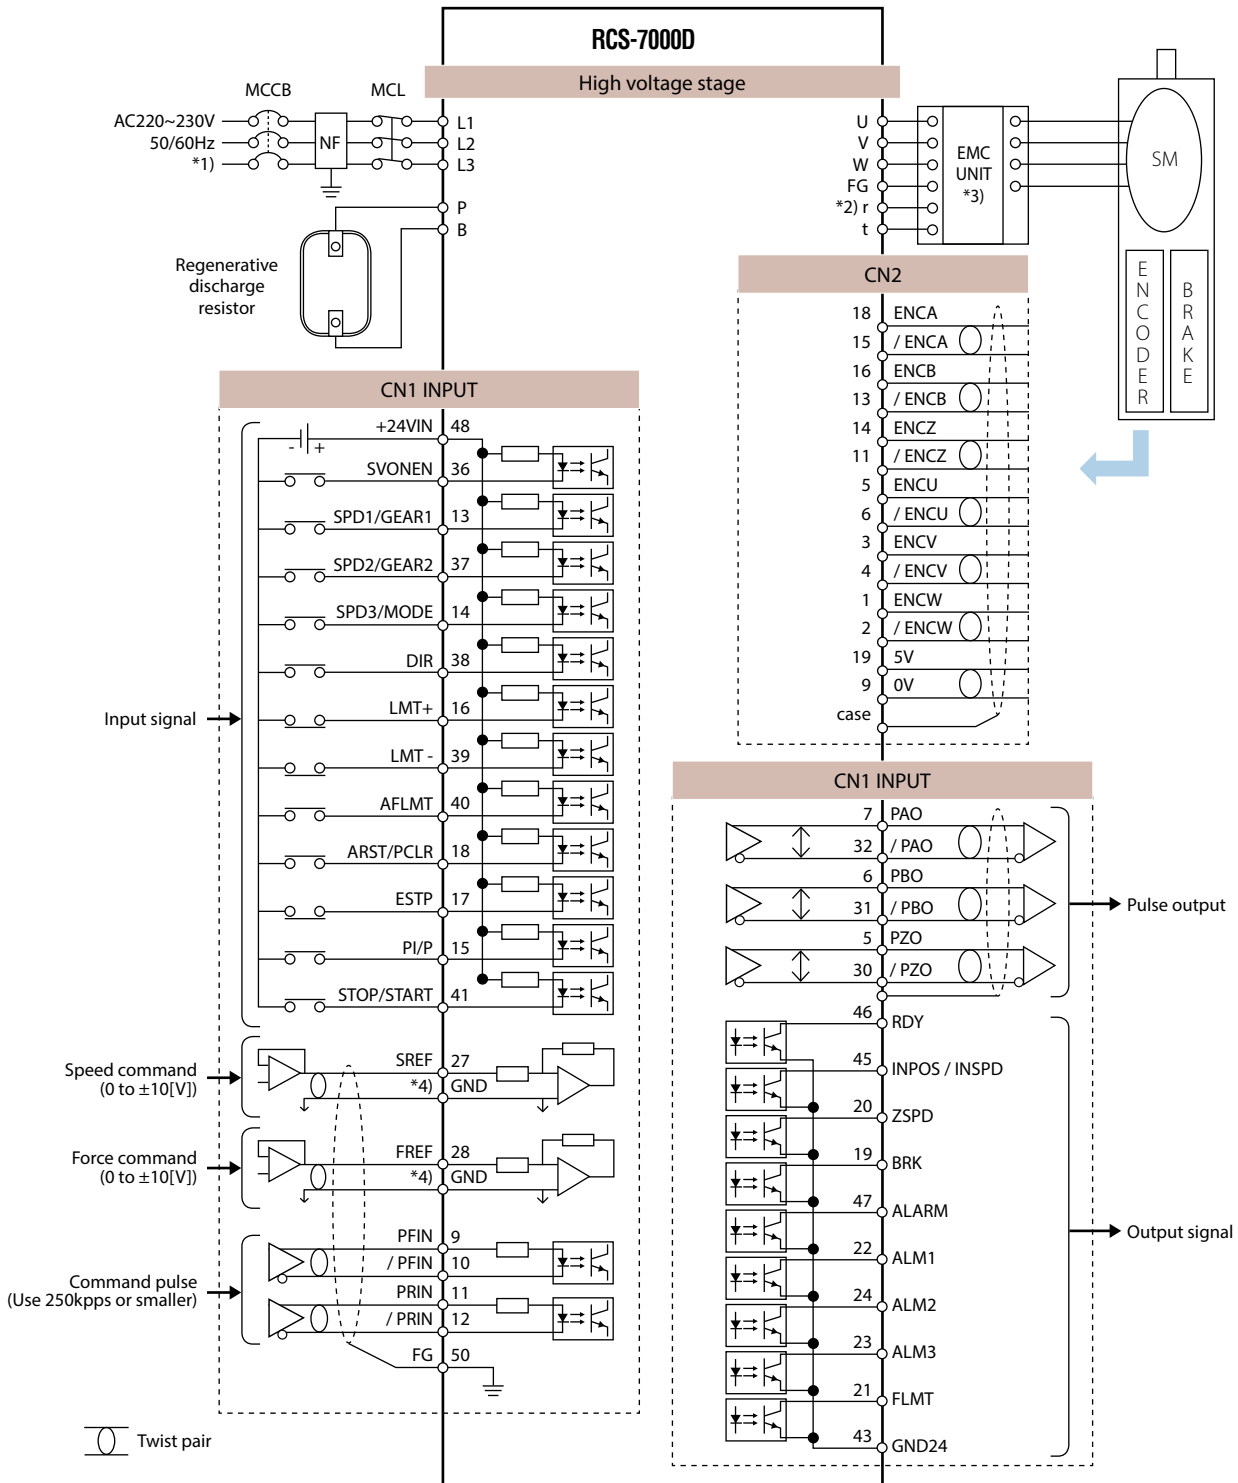 RCS-7000D
High voltage stage
MCCB
MCL
AC220~230V
50/60Hz
*1)
NF
L1
L2
L3
P
B
Regenerative
discharge
resistor
U
V
W
FG
*2) r
t
EMC
UNIT
*3)
SM
ENCODER
BRAKE
CN2
18 ENCA
15 / ENCA
16 ENCB
13 / ENCB
14 ENCZ
11 / ENCZ
5 ENCU
6 / ENCU
3 ENCV
4 / ENCV
1 ENCW
2 / ENCW
19 5V
9 0V
case
CN1 INPUT
Input signal
- +
+24VIN 48
SVONEN 36
SPD1/GEAR1 13
SPD2/GEAR2 37
SPD3/MODE 14
DIR 38
LMT+ 16
LMT - 39
AFLMT 40
ARST/PCLR 18
ESTP 17
PI/P 15
STOP/START 41
Speed command
(0 to ±10[V])
SREF 27
*4) GND
Force command
(0 to ±10[V])
FREF 28
*4) GND
Command pulse
(Use 250kpps or smaller)
PFIN 9
/ PFIN 10
PRIN 11
/ PRIN 12
FG 50
Twist pair
CN1 INPUT
7 PAO
32 / PAO
6 PBO
31 / PBO
5 PZO
30 / PZO
Pulse output
46 RDY
45 INPOS / INSPD
20 ZSPD
19 BRK
47 ALARM
22 ALM1
24 ALM2
23 ALM3
21 FLMT
43 GND24
Output signal